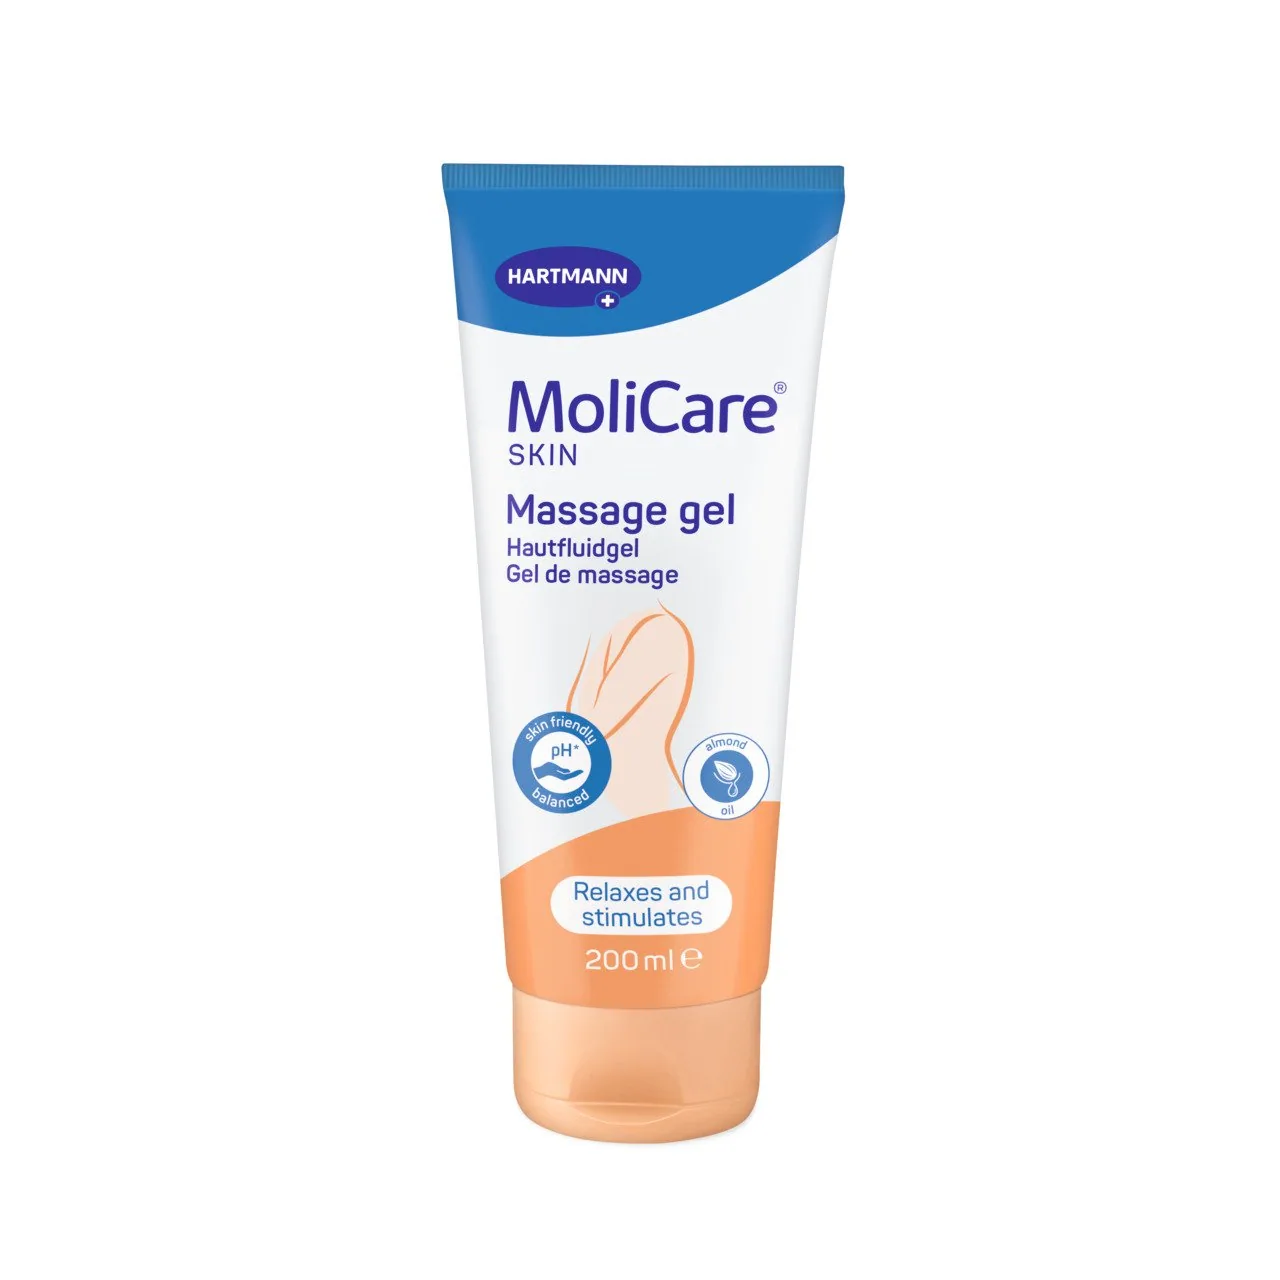 HARTMANN
MoliCare®
SKIN
Massage gel
Hautfluidgel
Gel de massage
skin friendly
pH*
balanced
almond
oil
Relaxes and
stimulates
200 ml ℮